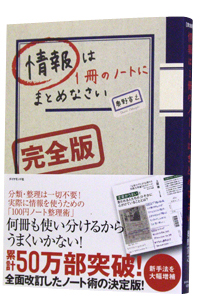 情報は
1冊のノートに
まとめなさい
奥野宣之
完全版
分類・整理は一切不要!
実際に情報を使うための
「100円ノート整理術」
何冊も使い分けるから
うまくいかない!
累計50万部突破!
全面改訂したノート術の決定版!
新手法を
大幅増補